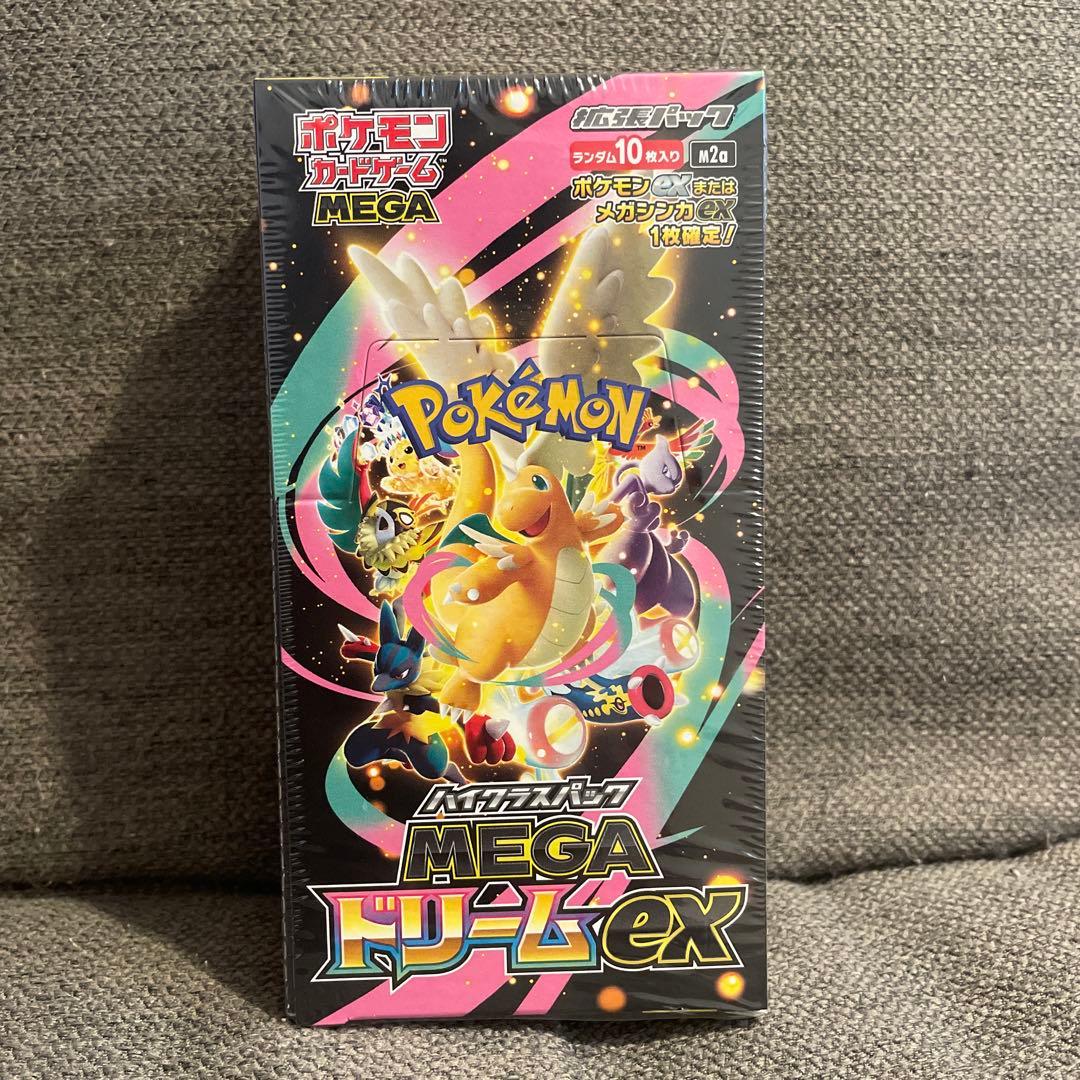 ポケモン
カードゲーム™
MEGA
拡張パック
ランダム10枚入り M2a
ポケモンexまたは
メガシンカex
1枚確定!
POKéMON™
ハイクラスパック
MEGA
ドリームex